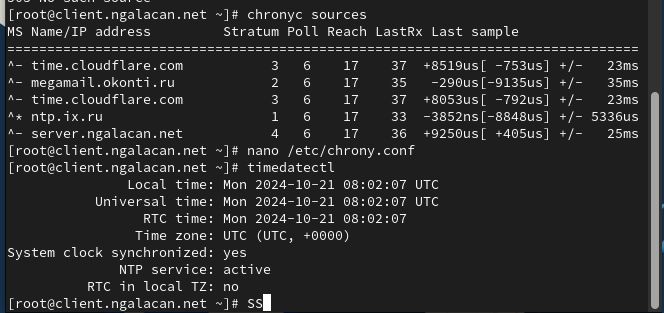 [root@client.ngalacan.net ~]# chronyc sources
MS Name/IP address         Stratum Poll Reach LastRx Last sample
===============================================================================
^- time.cloudflare.com           3   6    17    37  +8519us[ -753us] +/-   23ms
^- megamail.okonti.ru            2   6    17    35   -290us[-9135us] +/-   35ms
^- time.cloudflare.com           3   6    17    37  +8053us[ -792us] +/-   23ms
^* ntp.ix.ru                     1   6    17    33  -3852ns[-8848us] +/- 5336us
^- server.ngalacan.net           4   6    17    36  +9250us[ +405us] +/-   25ms
[root@client.ngalacan.net ~]# nano /etc/chrony.conf
[root@client.ngalacan.net ~]# timedatectl
               Local time: Mon 2024-10-21 08:02:07 UTC
           Universal time: Mon 2024-10-21 08:02:07 UTC
                 RTC time: Mon 2024-10-21 08:02:07
                Time zone: UTC (UTC, +0000)
System clock synchronized: yes
              NTP service: active
          RTC in local TZ: no
[root@client.ngalacan.net ~]# SS